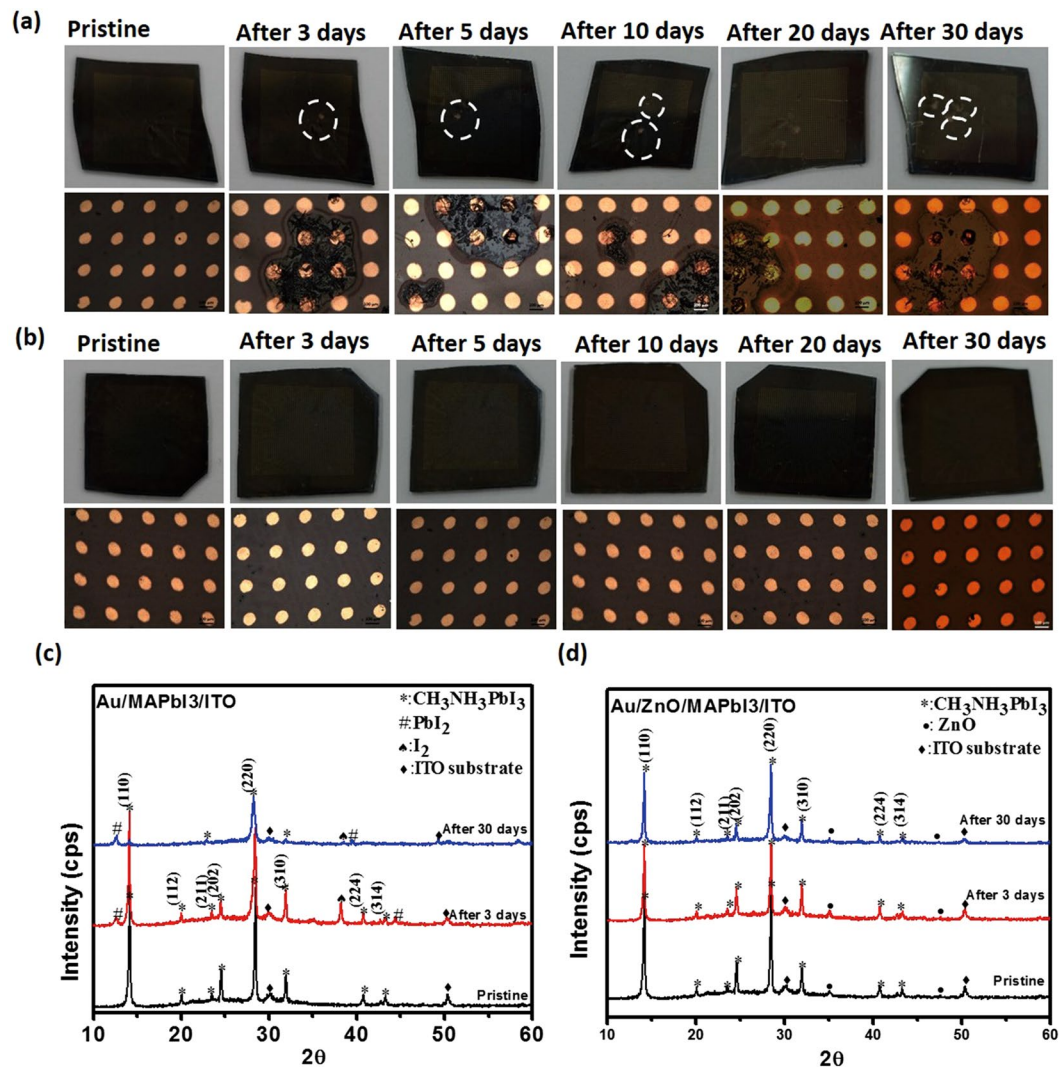 (a)
Pristine After 3 days After 5 days After 10 days After 20 days After 30 days
(b)
Pristine After 3 days After 5 days After 10 days After 20 days After 30 days
(c)
Au/MAPbI3/ITO
*:CH₃NH₃PbI₃
#:PbI₂
♠:I₂
♦:ITO substrate
(110)
(220)
# * * ♦ * ♠ # ♦
After 30 days
(112) (211) (202) (310) (224) (314)
# * * * * * ♦ * ♠ * * # ♦
After 3 days
* * * * * ♦ * * * ♦
Pristine
Intensity (cps)
10 20 30 40 50 60
2θ
(d)
Au/ZnO/MAPbI3/ITO
*:CH₃NH₃PbI₃
•: ZnO
♦:ITO substrate
(110)
(220)
(112) (211) (202) (310) (224) (314)
* * * * * ♦ * • * * • ♦
After 30 days
* * * * * ♦ * • * * • ♦
After 3 days
* * * * * ♦ * • * * • ♦
Pristine
Intensity (cps)
10 20 30 40 50 60
2θ